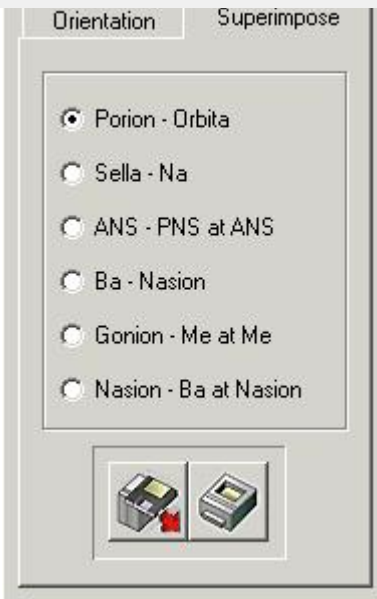 Orientation
Superimpose
Porion - Orbita
Sella - Na
ANS - PNS at ANS
Ba - Nasion
Gonion - Me at Me
Nasion - Ba at Nasion